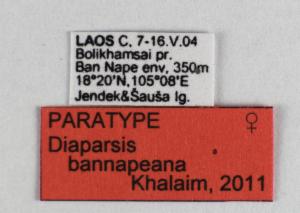 LAOS C, 7-16.V.04
Bolikhamsai pr.
Ban Nape env, 350m
18°20'N,105°08'E
Jendek&Šauša lg.
PARATYPE ♀
Diaparsis
bannapeana
Khalaim, 2011